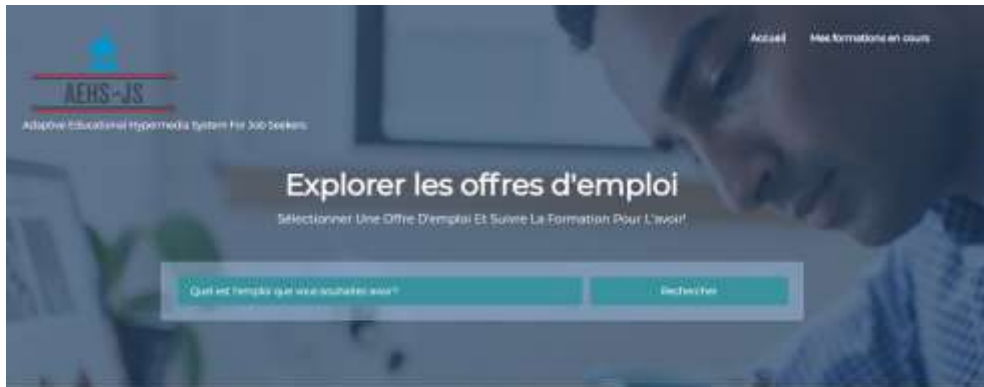 Accueil Mes formations en cours
AEHS-JS
Adaptive Educational Hypermedia System For Job Seekers
Explorer les offres d'emploi
Sélectionner Une Offre D'emploi Et Suivre La Formation Pour L'avoir!
Quel est l'emploi que vous souhaitez avoir?
Rechercher